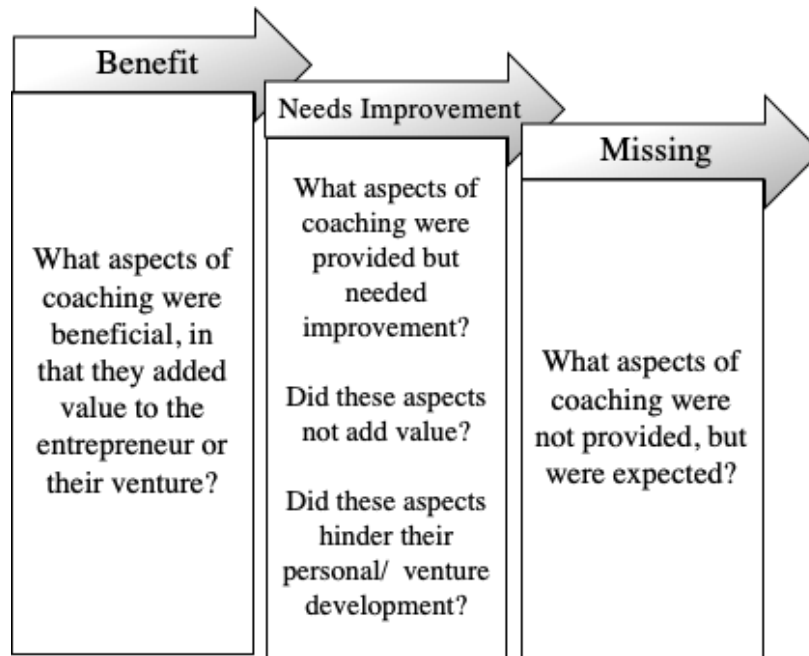 Benefit
What aspects of
coaching were
beneficial, in
that they added
value to the
entrepreneur or
their venture?
Needs Improvement
What aspects of
coaching were
provided but
needed
improvement?
Did these aspects
not add value?
Did these aspects
hinder their
personal/ venture
development?
Missing
What aspects of
coaching were
not provided, but
were expected?